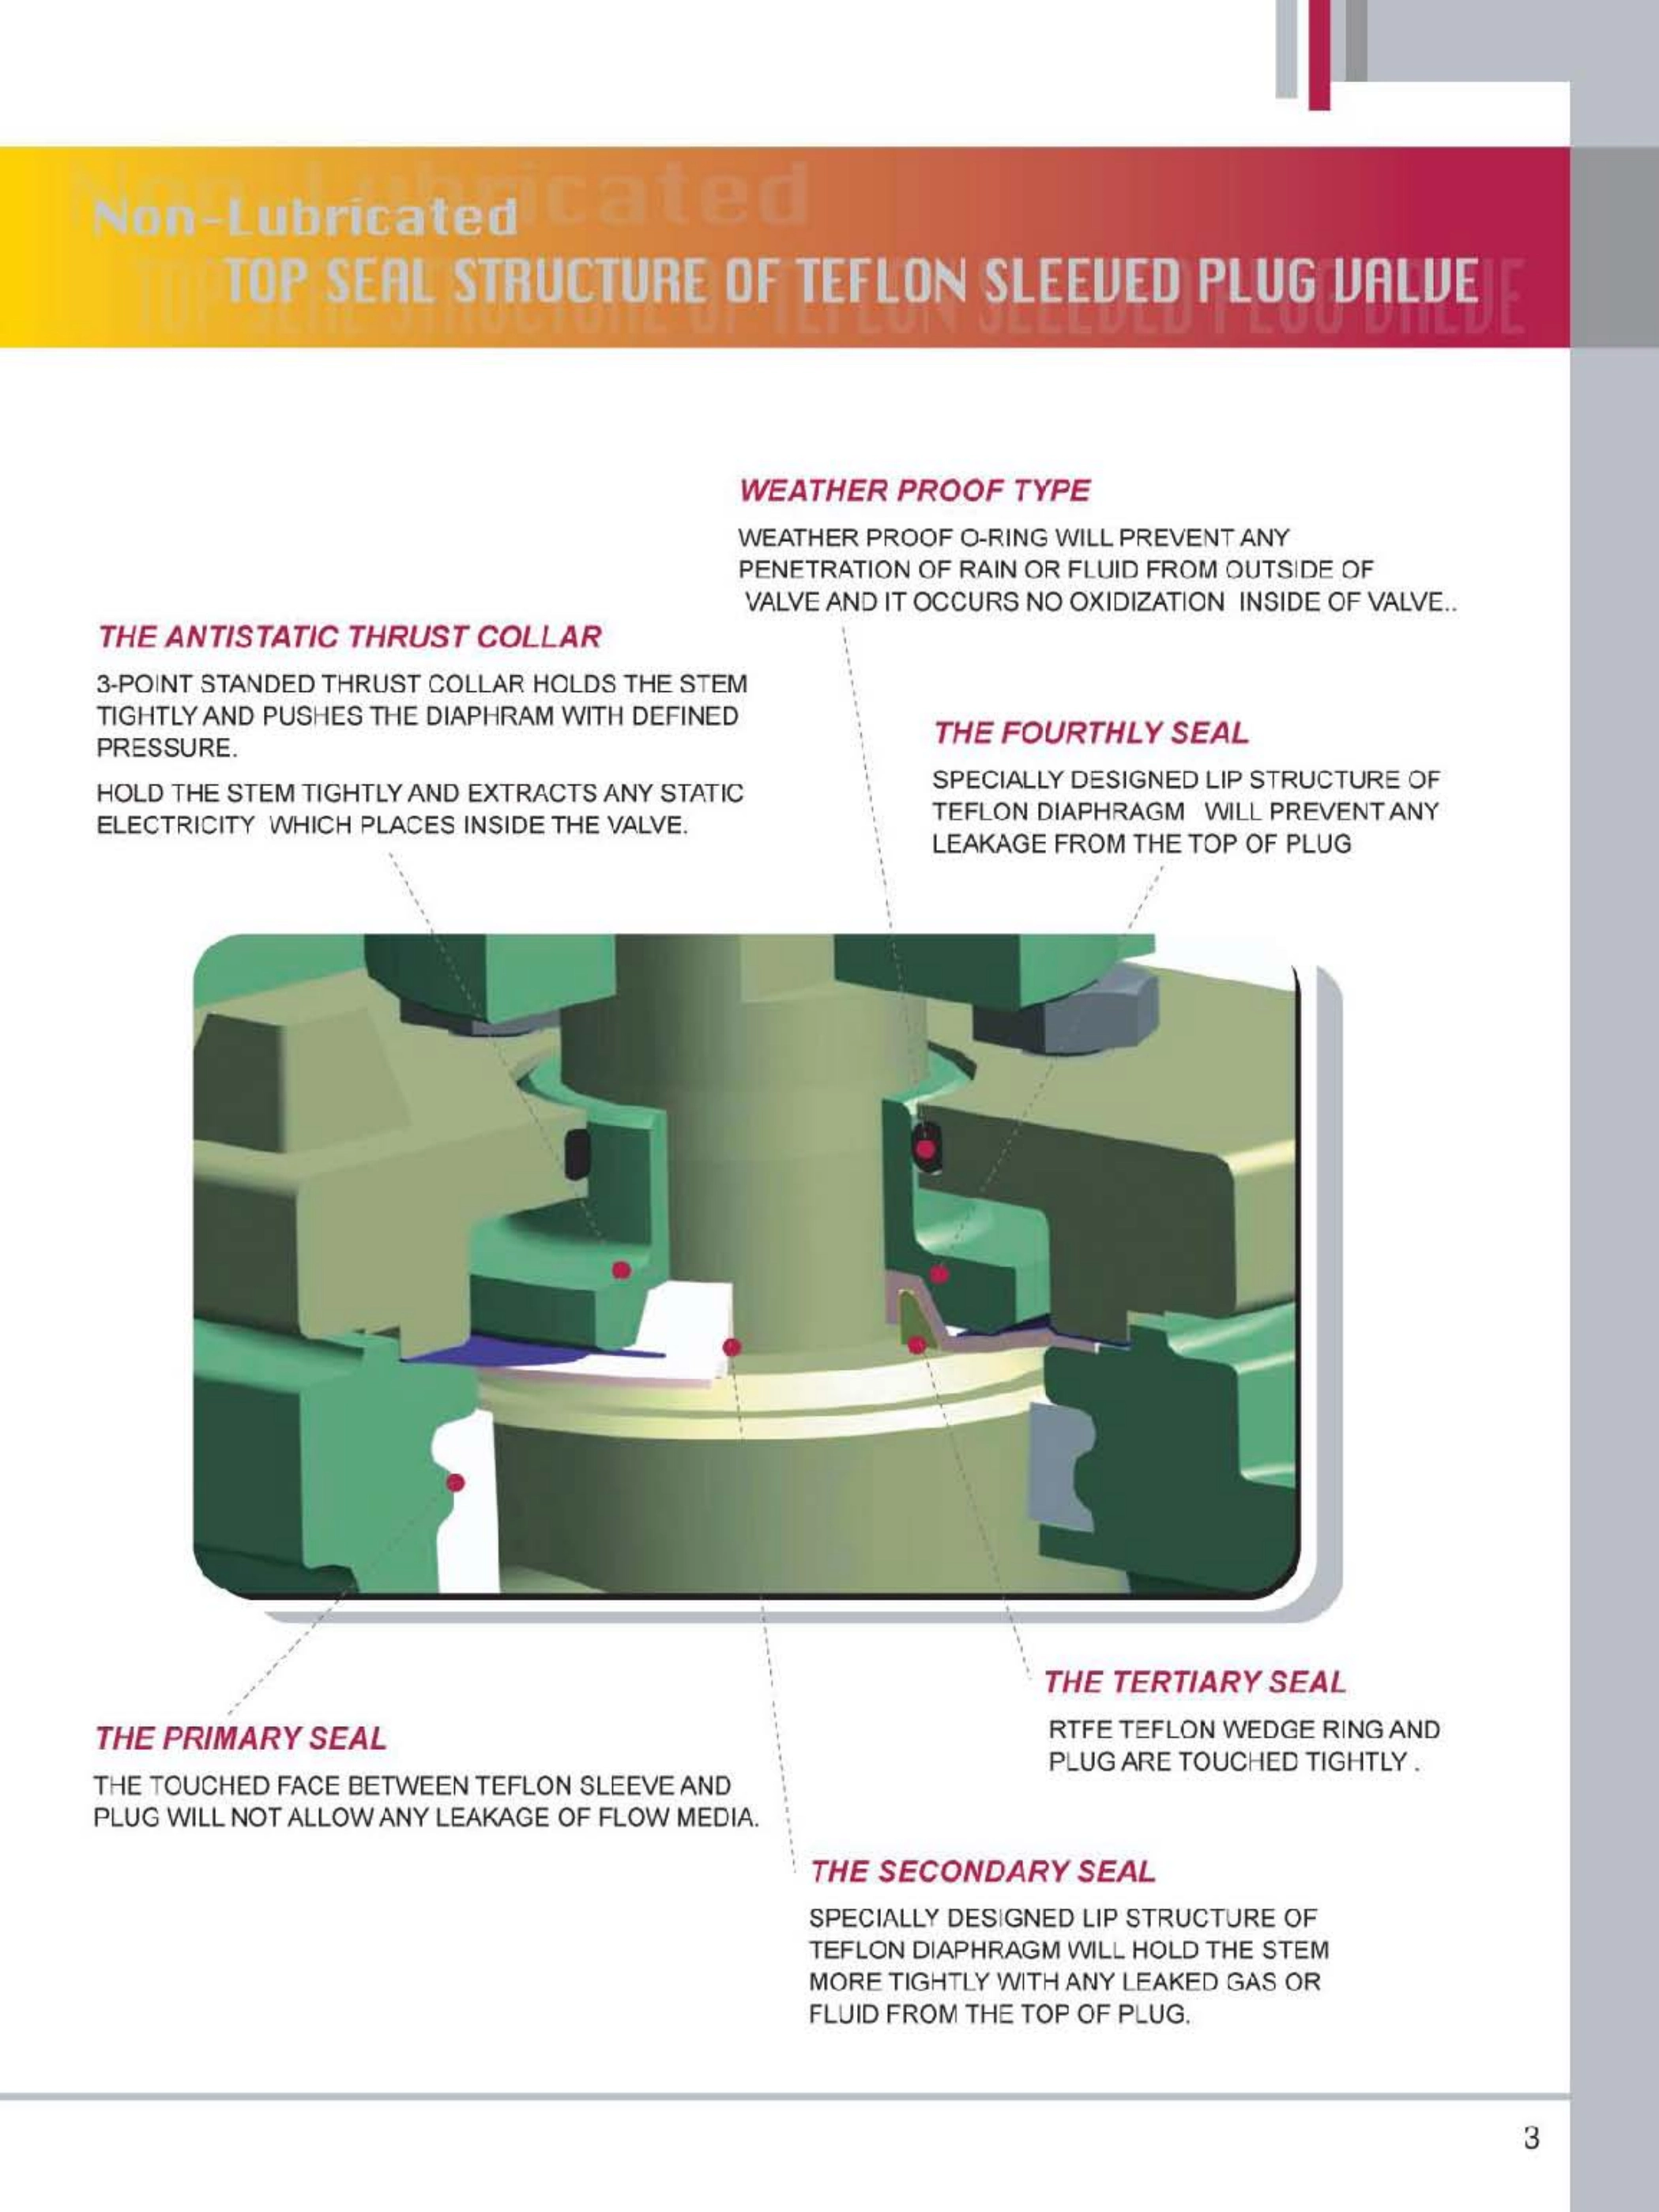 Non-Lubricated
TOP SEAL STRUCTURE OF TEFLON SLEEVED PLUG VALVE
WEATHER PROOF TYPE
WEATHER PROOF O-RING WILL PREVENT ANY
PENETRATION OF RAIN OR FLUID FROM OUTSIDE OF
VALVE AND IT OCCURS NO OXIDIZATION INSIDE OF VALVE..
THE ANTISTATIC THRUST COLLAR
3-POINT STANDED THRUST COLLAR HOLDS THE STEM
TIGHTLY AND PUSHES THE DIAPHRAM WITH DEFINED
PRESSURE.
HOLD THE STEM TIGHTLY AND EXTRACTS ANY STATIC
ELECTRICITY WHICH PLACES INSIDE THE VALVE.
THE FOURTHLY SEAL
SPECIALLY DESIGNED LIP STRUCTURE OF
TEFLON DIAPHRAGM WILL PREVENT ANY
LEAKAGE FROM THE TOP OF PLUG
THE TERTIARY SEAL
RTFE TEFLON WEDGE RING AND
PLUG ARE TOUCHED TIGHTLY .
THE PRIMARY SEAL
THE TOUCHED FACE BETWEEN TEFLON SLEEVE AND
PLUG WILL NOT ALLOW ANY LEAKAGE OF FLOW MEDIA.
THE SECONDARY SEAL
SPECIALLY DESIGNED LIP STRUCTURE OF
TEFLON DIAPHRAGM WILL HOLD THE STEM
MORE TIGHTLY WITH ANY LEAKED GAS OR
FLUID FROM THE TOP OF PLUG.
3